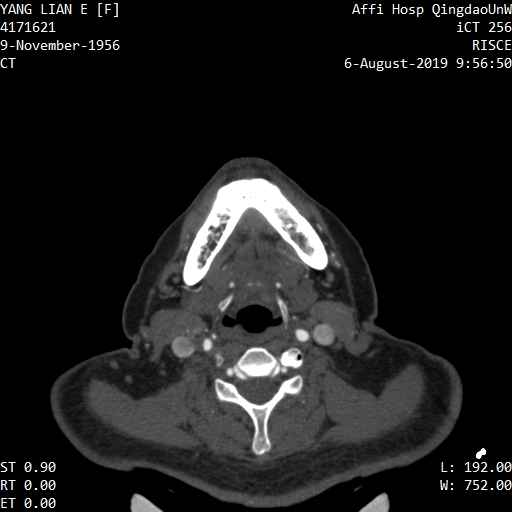 YANG LIAN E [F]
4171621
9-November-1956
CT
Affi Hosp QingdaoUnW
iCT 256
RISCE
6-August-2019 9:56:50
ST 0.90
RT 0.00
ET 0.00
L: 192.00
W: 752.00